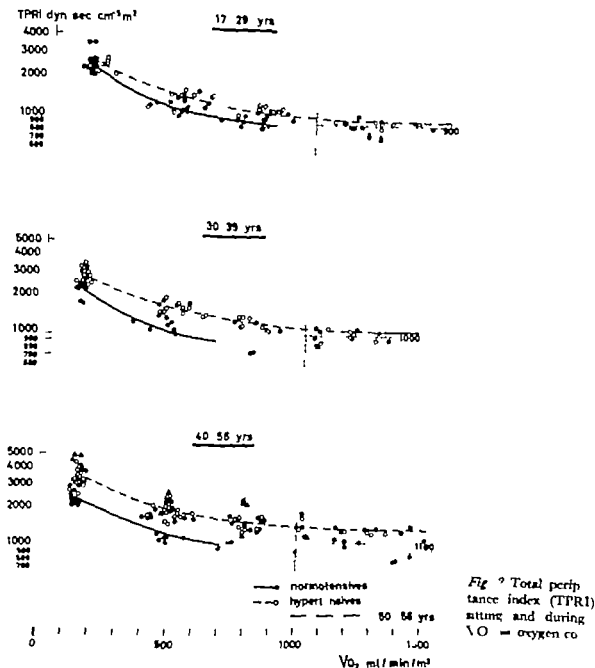 TPRI dyn sec cm⁻⁵m²
17 29 yrs
4000
3000
2000
1000
900
30 39 yrs
5000
4000
3000
2000
1000
1000
40 56 yrs
5000
4000
3000
2000
1000
1100
normotensives
50 56 yrs
0
500
1000
V̇O₂, ml/min/m²
Fig ? Total perip
tance index (TPRI)
sitting and during
oxygen co